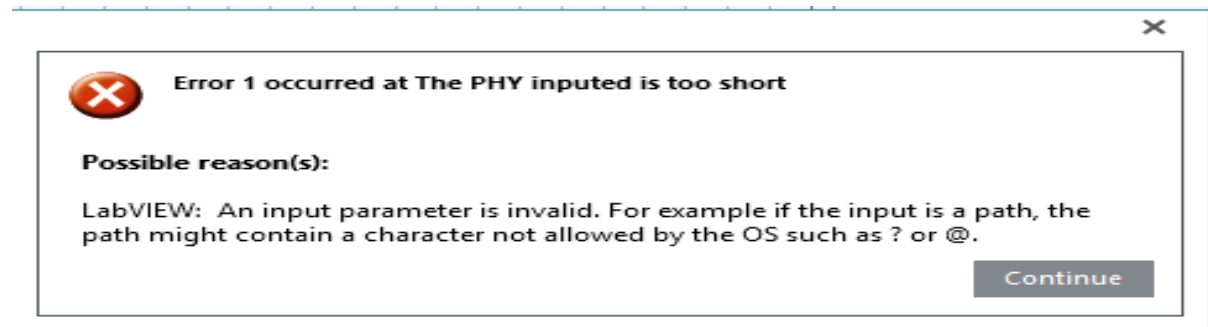 Error 1 occurred at The PHY inputed is too short
Possible reason(s):
LabVIEW: An input parameter is invalid. For example if the input is a path, the
path might contain a character not allowed by the OS such as ? or @.
Continue